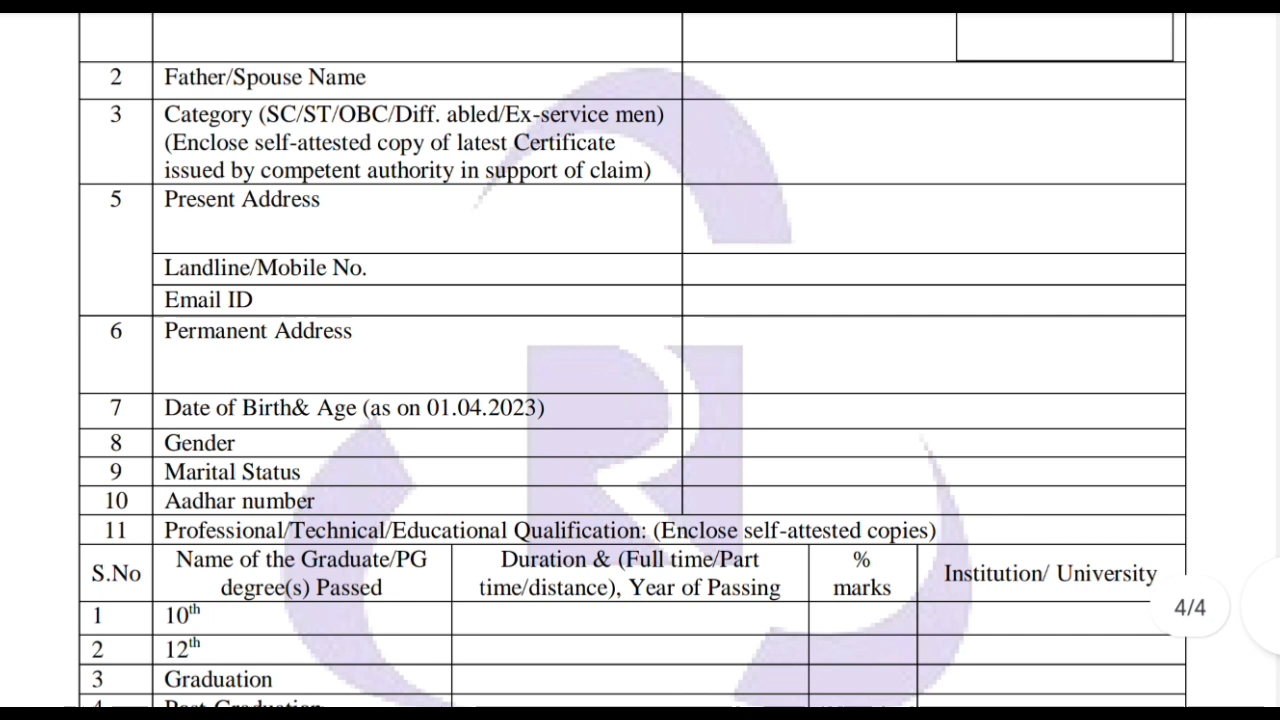 2 Father/Spouse Name
3 Category (SC/ST/OBC/Diff. abled/Ex-service men)
(Enclose self-attested copy of latest Certificate
issued by competent authority in support of claim)
5 Present Address
Landline/Mobile No.
Email ID
6 Permanent Address
7 Date of Birth& Age (as on 01.04.2023)
8 Gender
9 Marital Status
10 Aadhar number
11 Professional/Technical/Educational Qualification: (Enclose self-attested copies)
S.No Name of the Graduate/PG degree(s) Passed Duration & (Full time/Part time/distance), Year of Passing % marks Institution/ University
4/4
1 10th
2 12th
3 Graduation
4 Post Graduation